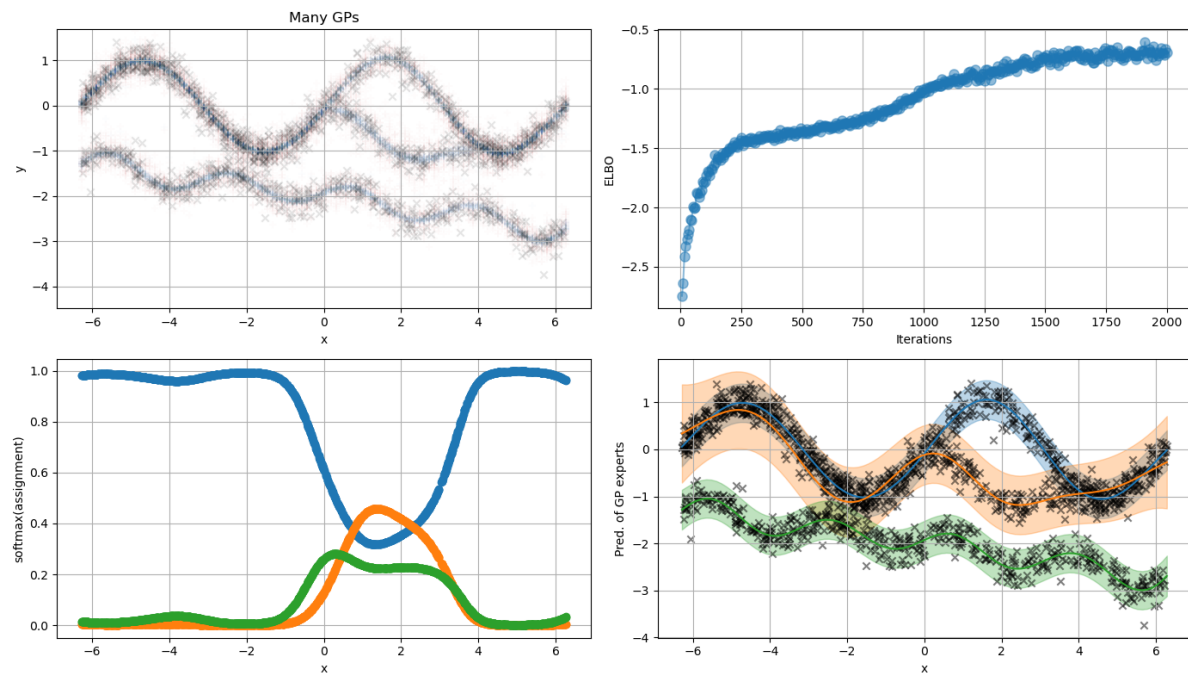 Many GPs
y
1
0
−1
−2
−3
−4
−6 −4 −2 0 2 4 6
x
ELBO
−0.5
−1.0
−1.5
−2.0
−2.5
0 250 500 750 1000 1250 1500 1750 2000
Iterations
softmax(assignment)
1.0
0.8
0.6
0.4
0.2
0.0
−6 −4 −2 0 2 4 6
x
Pred. of GP experts
1
0
−1
−2
−3
−4
−6 −4 −2 0 2 4 6
x